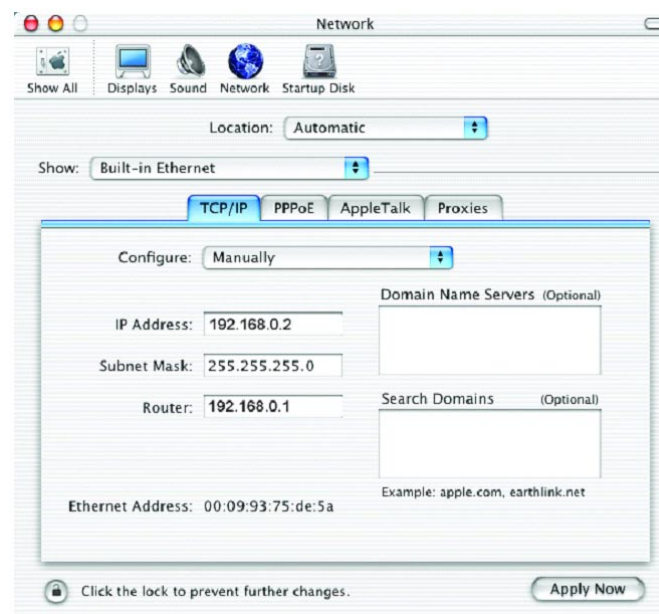 Network
Show All
Displays
Sound
Network
Startup Disk
Location: Automatic
Show: Built-in Ethernet
TCP/IP
PPPoE
AppleTalk
Proxies
Configure: Manually
Domain Name Servers (Optional)
IP Address: 192.168.0.2
Subnet Mask: 255.255.255.0
Router: 192.168.0.1
Search Domains (Optional)
Example: apple.com, earthlink.net
Ethernet Address: 00:09:93:75:de:5a
Click the lock to prevent further changes.
Apply Now